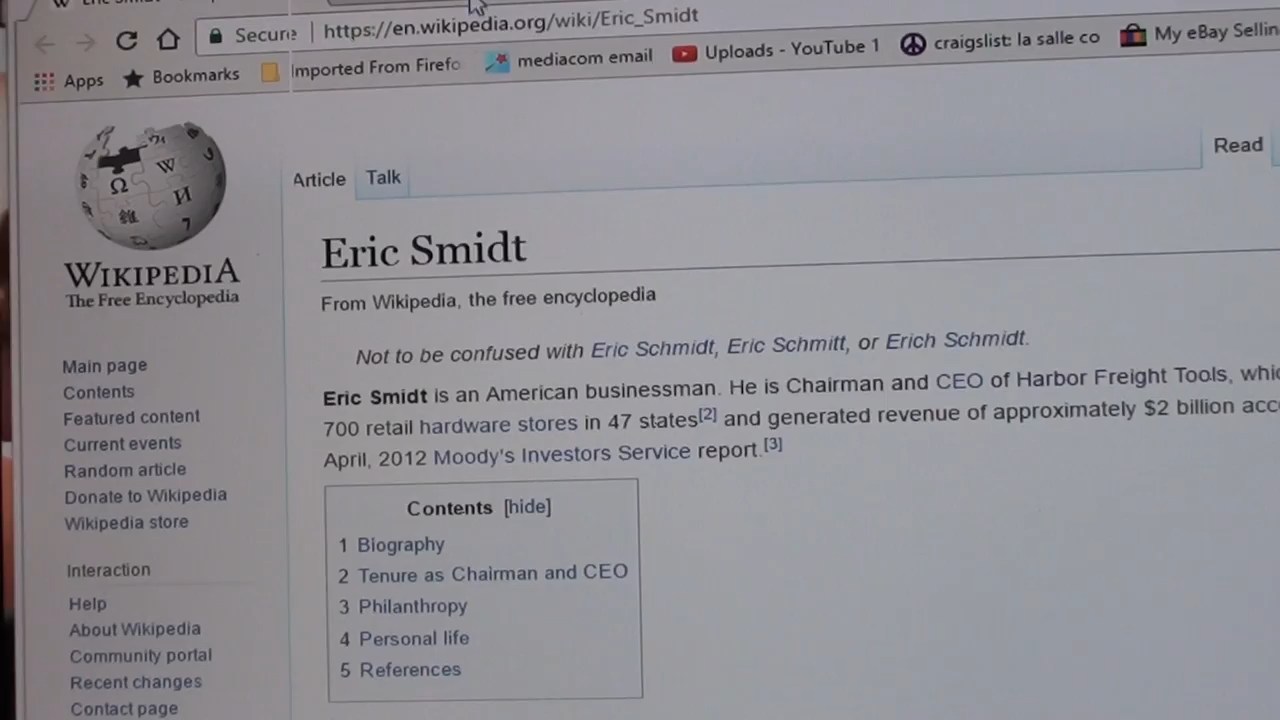 Secure https://en.wikipedia.org/wiki/Eric_Smidt
Apps Bookmarks Imported From Firefo mediacom email Uploads - YouTube 1 craigslist: la salle co My eBay Sellin
WIKIPEDIA
The Free Encyclopedia
Main page
Contents
Featured content
Current events
Random article
Donate to Wikipedia
Wikipedia store
Interaction
Help
About Wikipedia
Community portal
Recent changes
Contact page
Article Talk Read
Eric Smidt
From Wikipedia, the free encyclopedia
Not to be confused with Eric Schmidt, Eric Schmitt, or Erich Schmidt.
Eric Smidt is an American businessman. He is Chairman and CEO of Harbor Freight Tools, whic
700 retail hardware stores in 47 states[2] and generated revenue of approximately $2 billion acc
April, 2012 Moody's Investors Service report.[3]
Contents [hide]
1 Biography
2 Tenure as Chairman and CEO
3 Philanthropy
4 Personal life
5 References